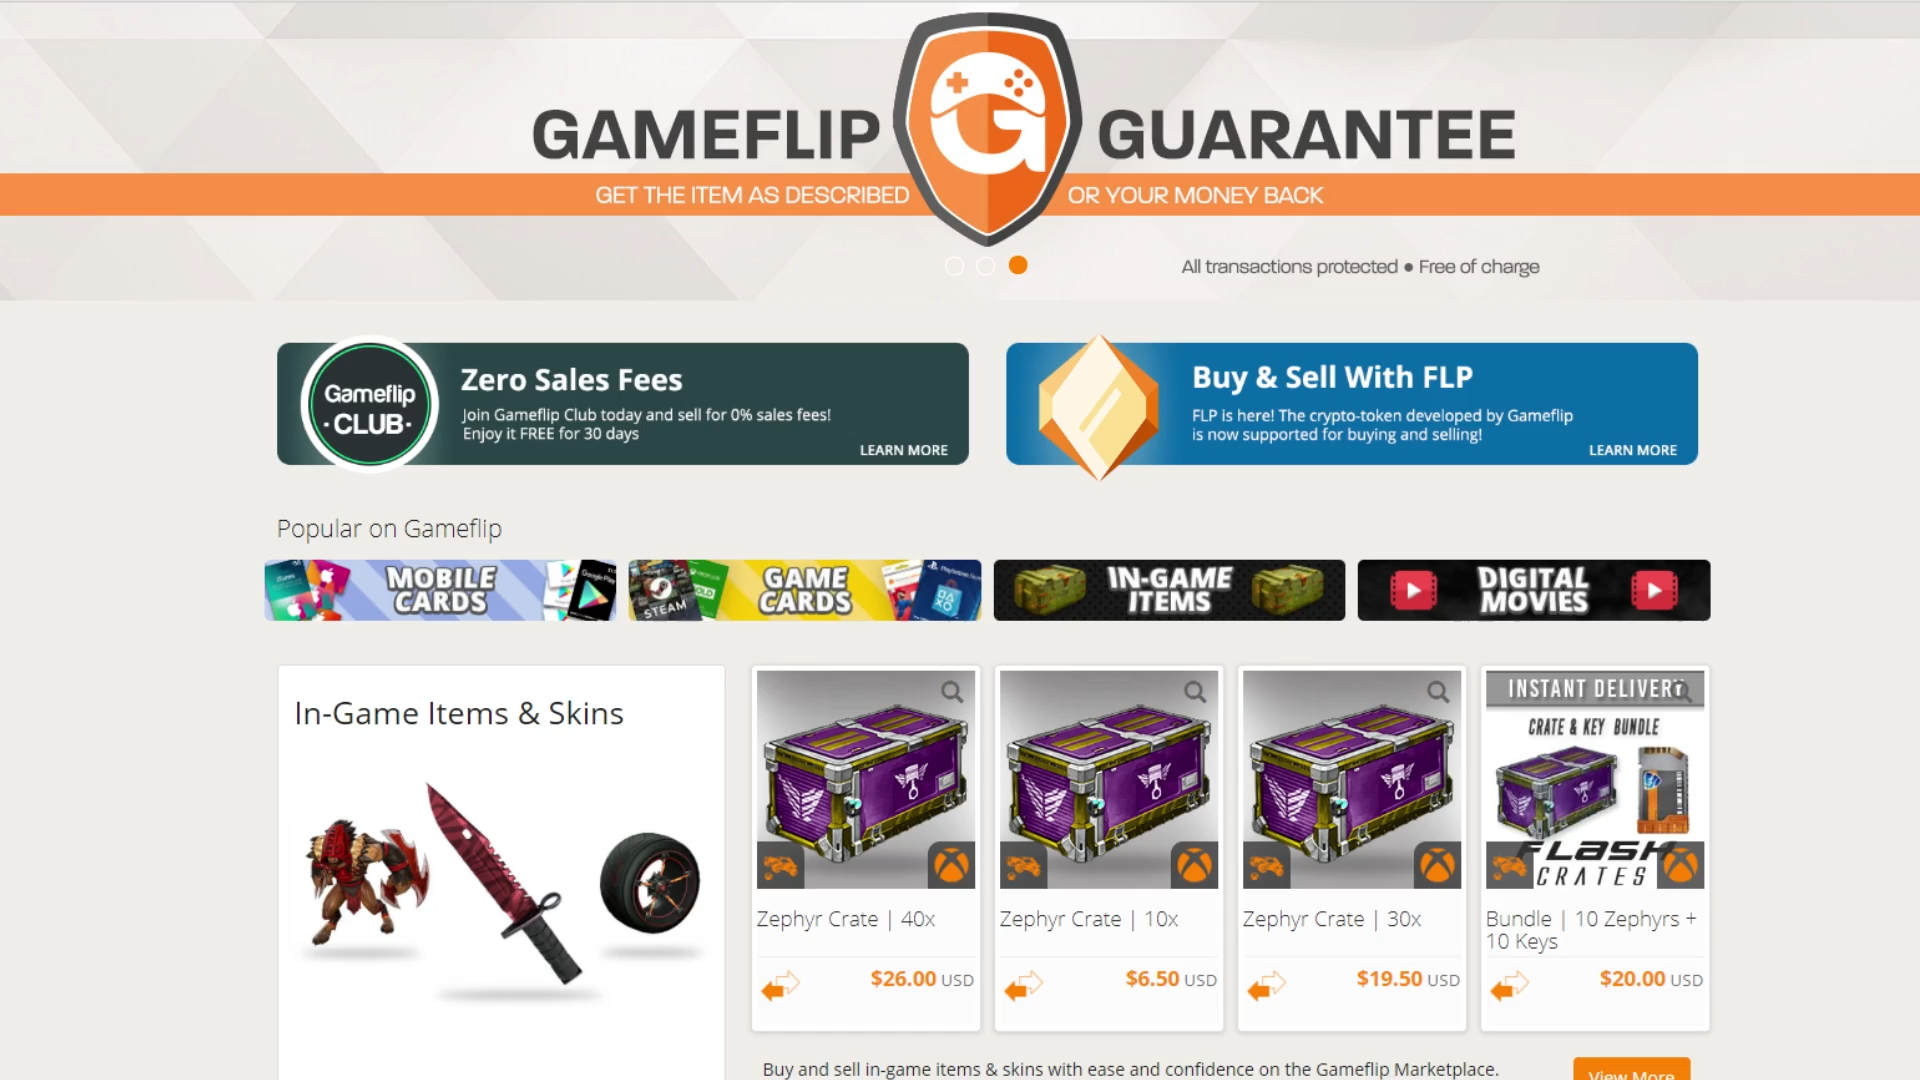 GAMEFLIP GUARANTEE
GET THE ITEM AS DESCRIBED OR YOUR MONEY BACK
All transactions protected ● Free of charge
Gameflip
·CLUB·
Zero Sales Fees
Join Gameflip Club today and sell for 0% sales fees!
Enjoy it FREE for 30 days
LEARN MORE
Buy & Sell With FLP
FLP is here! The crypto-token developed by Gameflip
is now supported for buying and selling!
LEARN MORE
Popular on Gameflip
MOBILE
CARDS
iTunes
Google Play
GAME
CARDS
STEAM
IN-GAME
ITEMS
DIGITAL
MOVIES
In-Game Items & Skins
Zephyr Crate | 40x
$26.00 USD
Zephyr Crate | 10x
$6.50 USD
Zephyr Crate | 30x
$19.50 USD
INSTANT DELIVERY
CRATE & KEY BUNDLE
FLASH
CRATES
Bundle | 10 Zephyrs +
10 Keys
$20.00 USD
Buy and sell in-game items & skins with ease and confidence on the Gameflip Marketplace.
View More